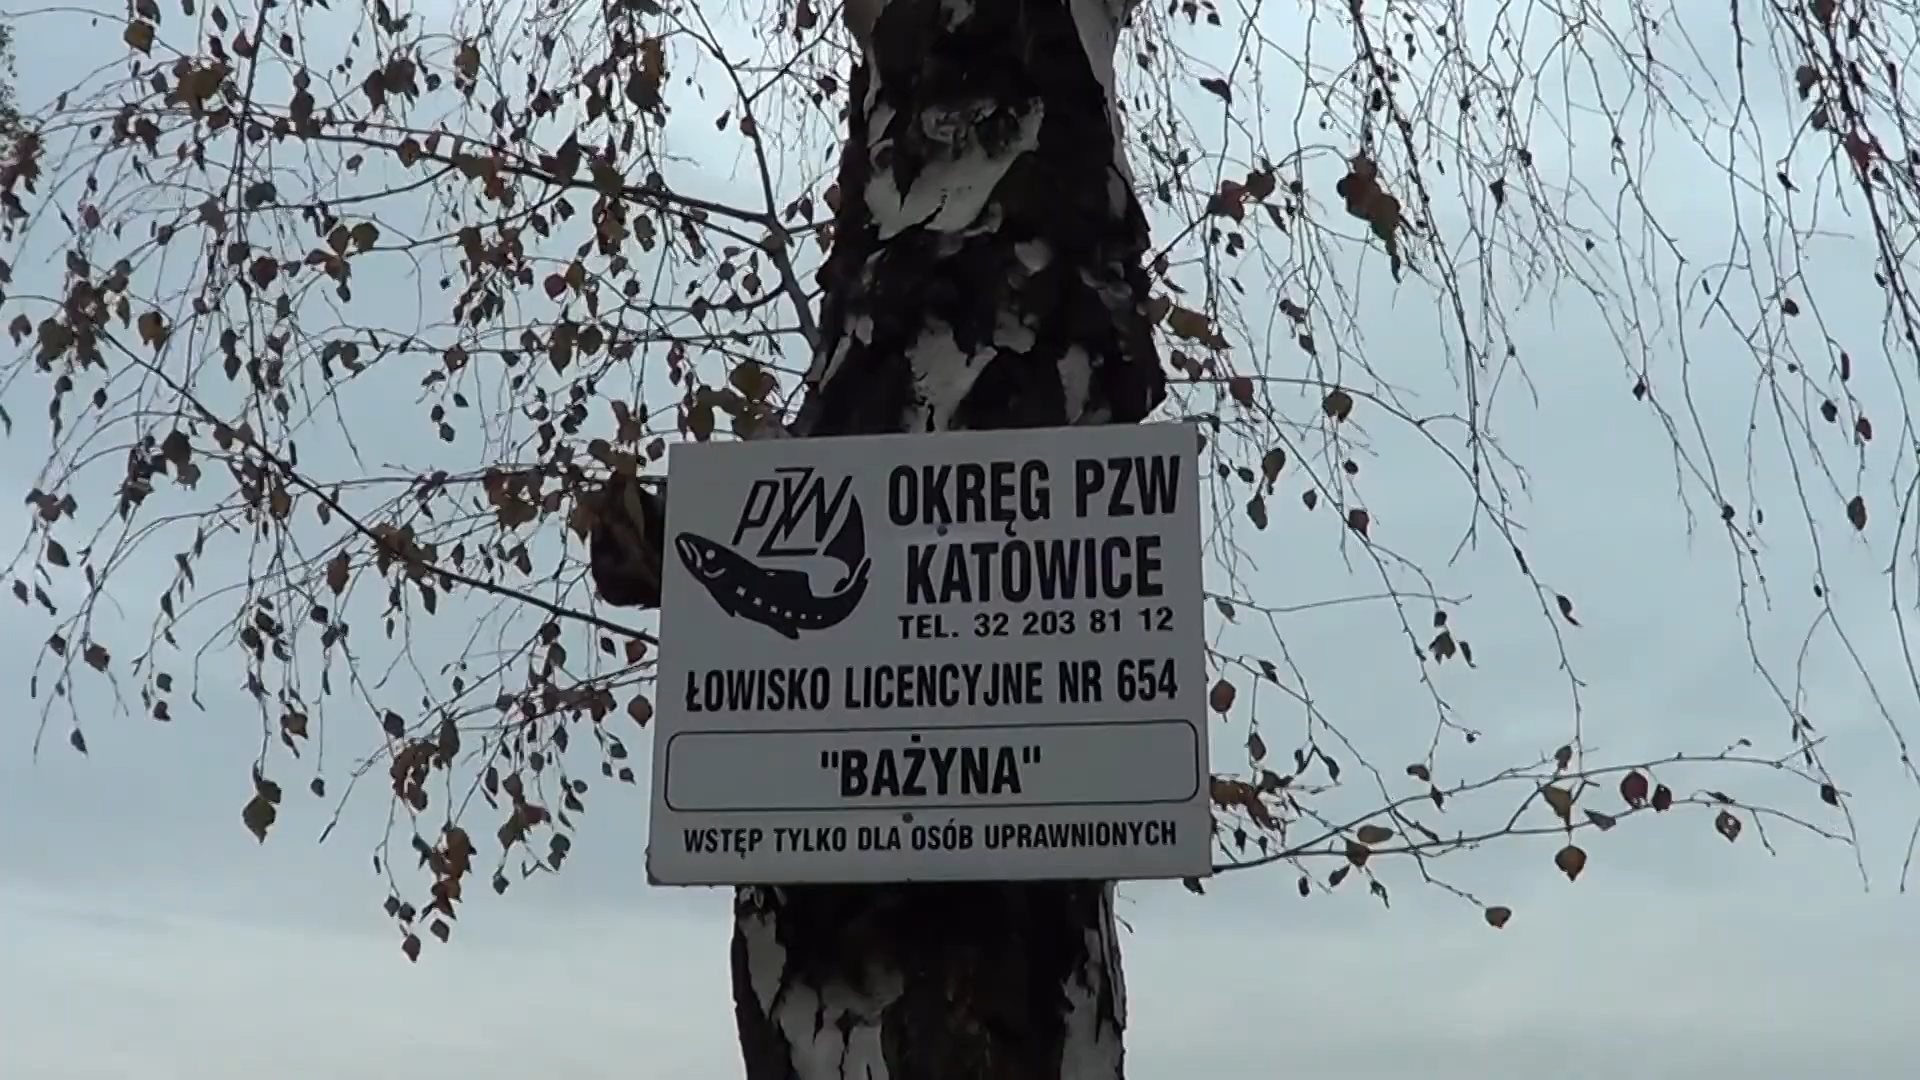 PZW
OKRĘG PZW
KATOWICE
TEL. 32 203 81 12
ŁOWISKO LICENCYJNE NR 654
"BAŻYNA"
WSTĘP TYLKO DLA OSÓB UPRAWNIONYCH